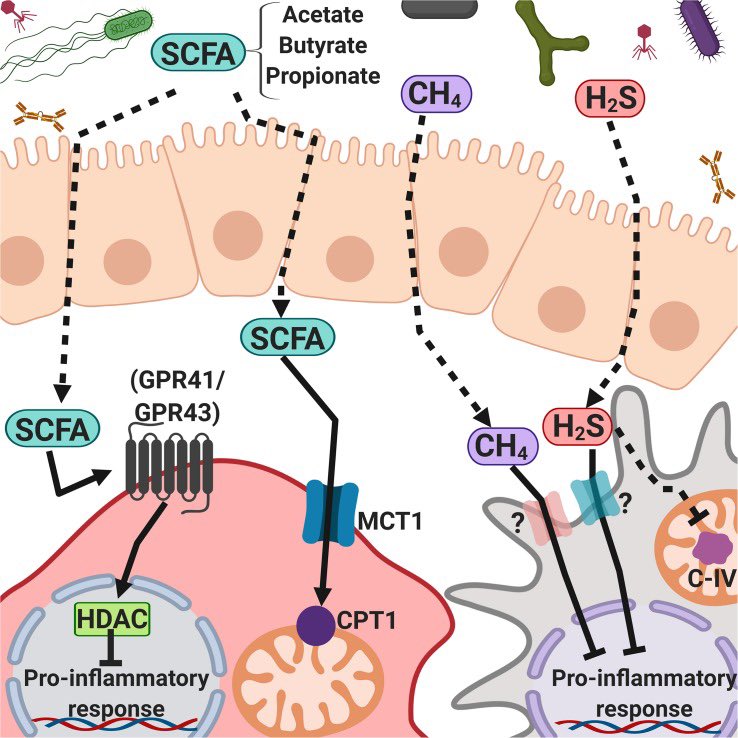 SCFA
Acetate
Butyrate
Propionate
CH4
H2S
SCFA
(GPR41/
GPR43)
SCFA
CH4
H2S
?
?
MCT1
C-IV
HDAC
CPT1
Pro-inflammatory
response
Pro-inflammatory
response